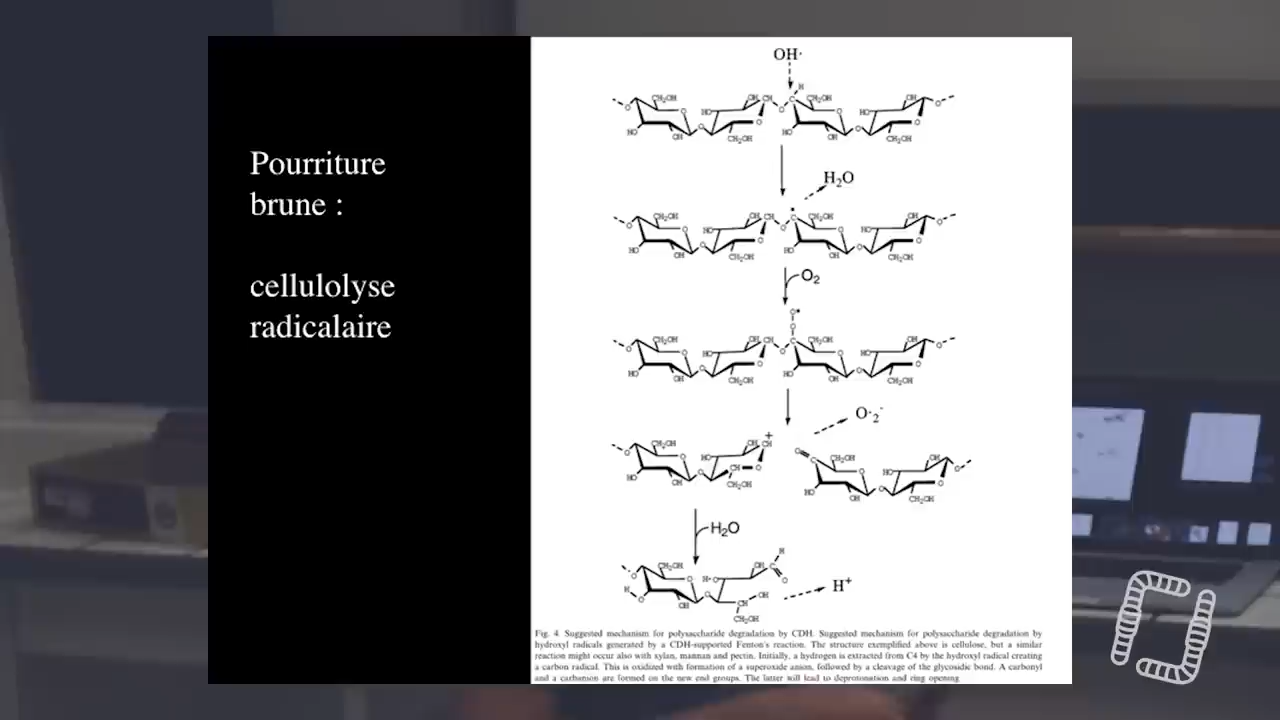 Pourriture
brune :
cellulolyse
radicalaire
OH·
H₂O
O₂
O·₂⁻
H₂O
H⁺
Fig. 4. Suggested mechanism for polysaccharide degradation by CDH. Suggested mechanism for polysaccharide degradation by
hydroxyl radicals generated by a CDH-supported Fenton's reaction. The structure exemplified above is cellulose, but a similar
reaction might occur also with xylan, mannan and pectin. Initially, a hydrogen is extracted from C4 by the hydroxyl radical creating
a carbon radical. This is oxidized with formation of a superoxide anion, followed by a cleavage of the glycosidic bond. A carbonyl
and a carbanion are formed on the new end groups. The latter will lead to deprotonation and ring opening